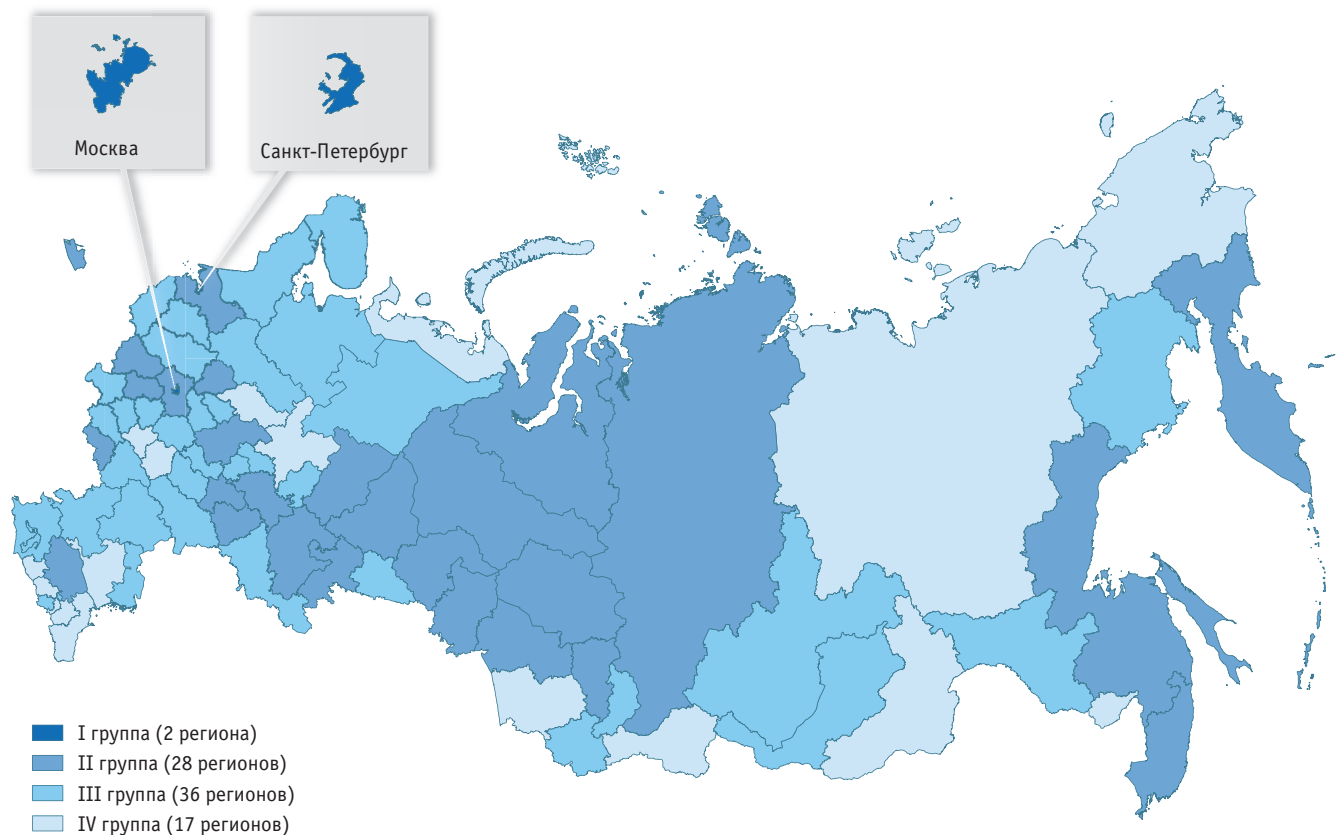 Москва
Санкт-Петербург
I группа (2 региона)
II группа (28 регионов)
III группа (36 регионов)
IV группа (17 регионов)